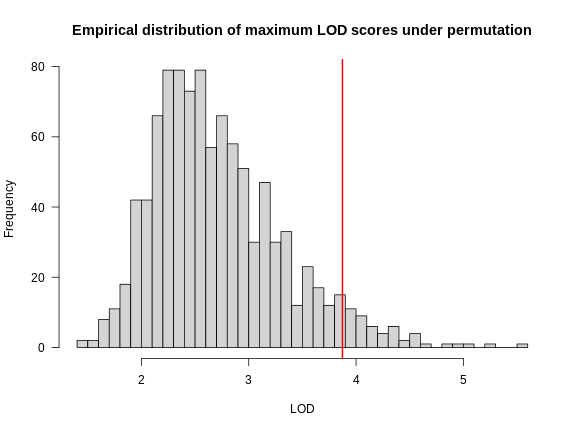 Empirical distribution of maximum LOD scores under permutation
80
60
40
20
0
Frequency
2 3 4 5
LOD